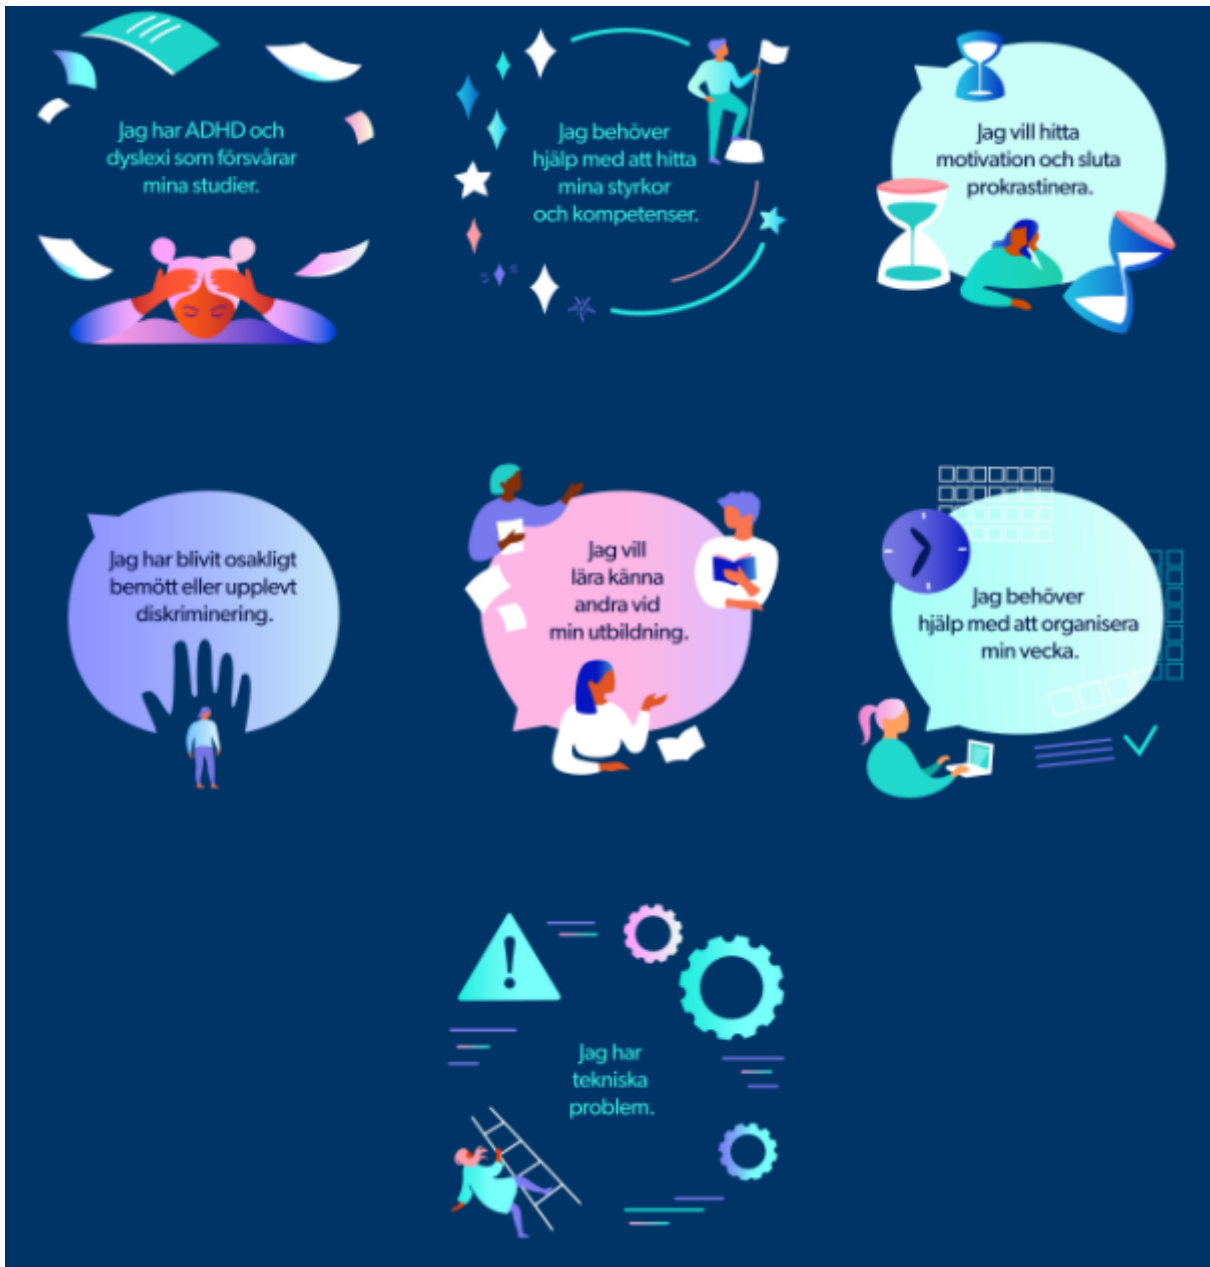 Jag har ADHD och
dyslexi som försvårar
mina studier.
Jag behöver
hjälp med att hitta
mina styrkor
och kompetenser.
Jag vill hitta
motivation och sluta
prokrastinera.
Jag har blivit osakligt
bemött eller upplevt
diskriminering.
Jag vill
lära känna
andra vid
min utbildning.
Jag behöver
hjälp med att organisera
min vecka.
Jag har
tekniska
problem.